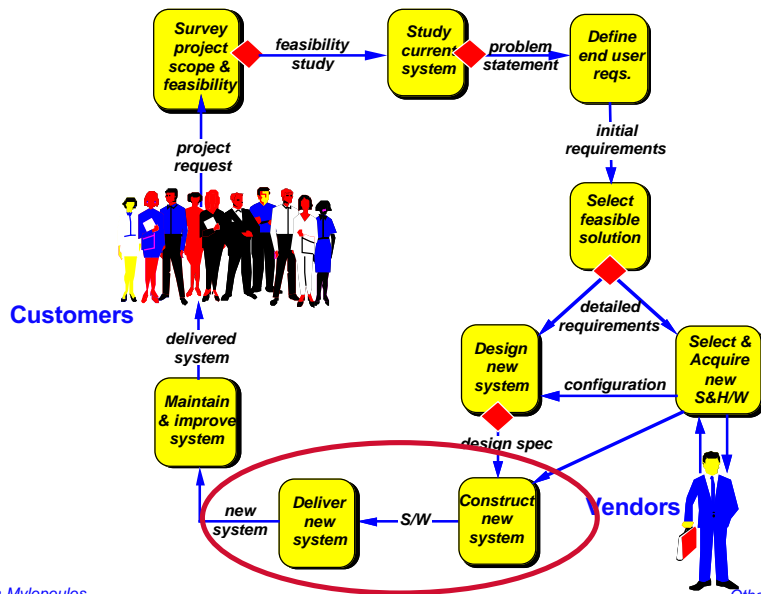 Survey
project
scope &
feasibility
feasibility
study
Study
current
system
problem
statement
Define
end user
reqs.
project
request
initial
requirements
Select
feasible
solution
Customers
detailed
requirements
delivered
system
Design
new
system
configuration
Select &
Acquire
new
S&H/W
Maintain
& improve
system
design spec
new
system
Deliver
new
system
S/W
Construct
new
system
Vendors
Mylopoulos